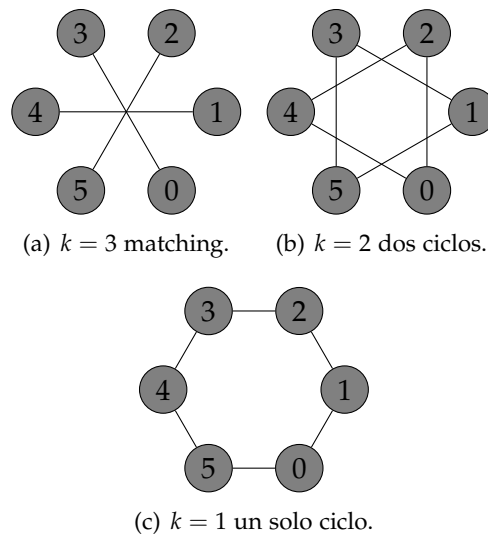 3 2 3 2
4 1 4 1
5 0 5 0
(a) k = 3 matching. (b) k = 2 dos ciclos.
3 2
4 1
5 0
(c) k = 1 un solo ciclo.